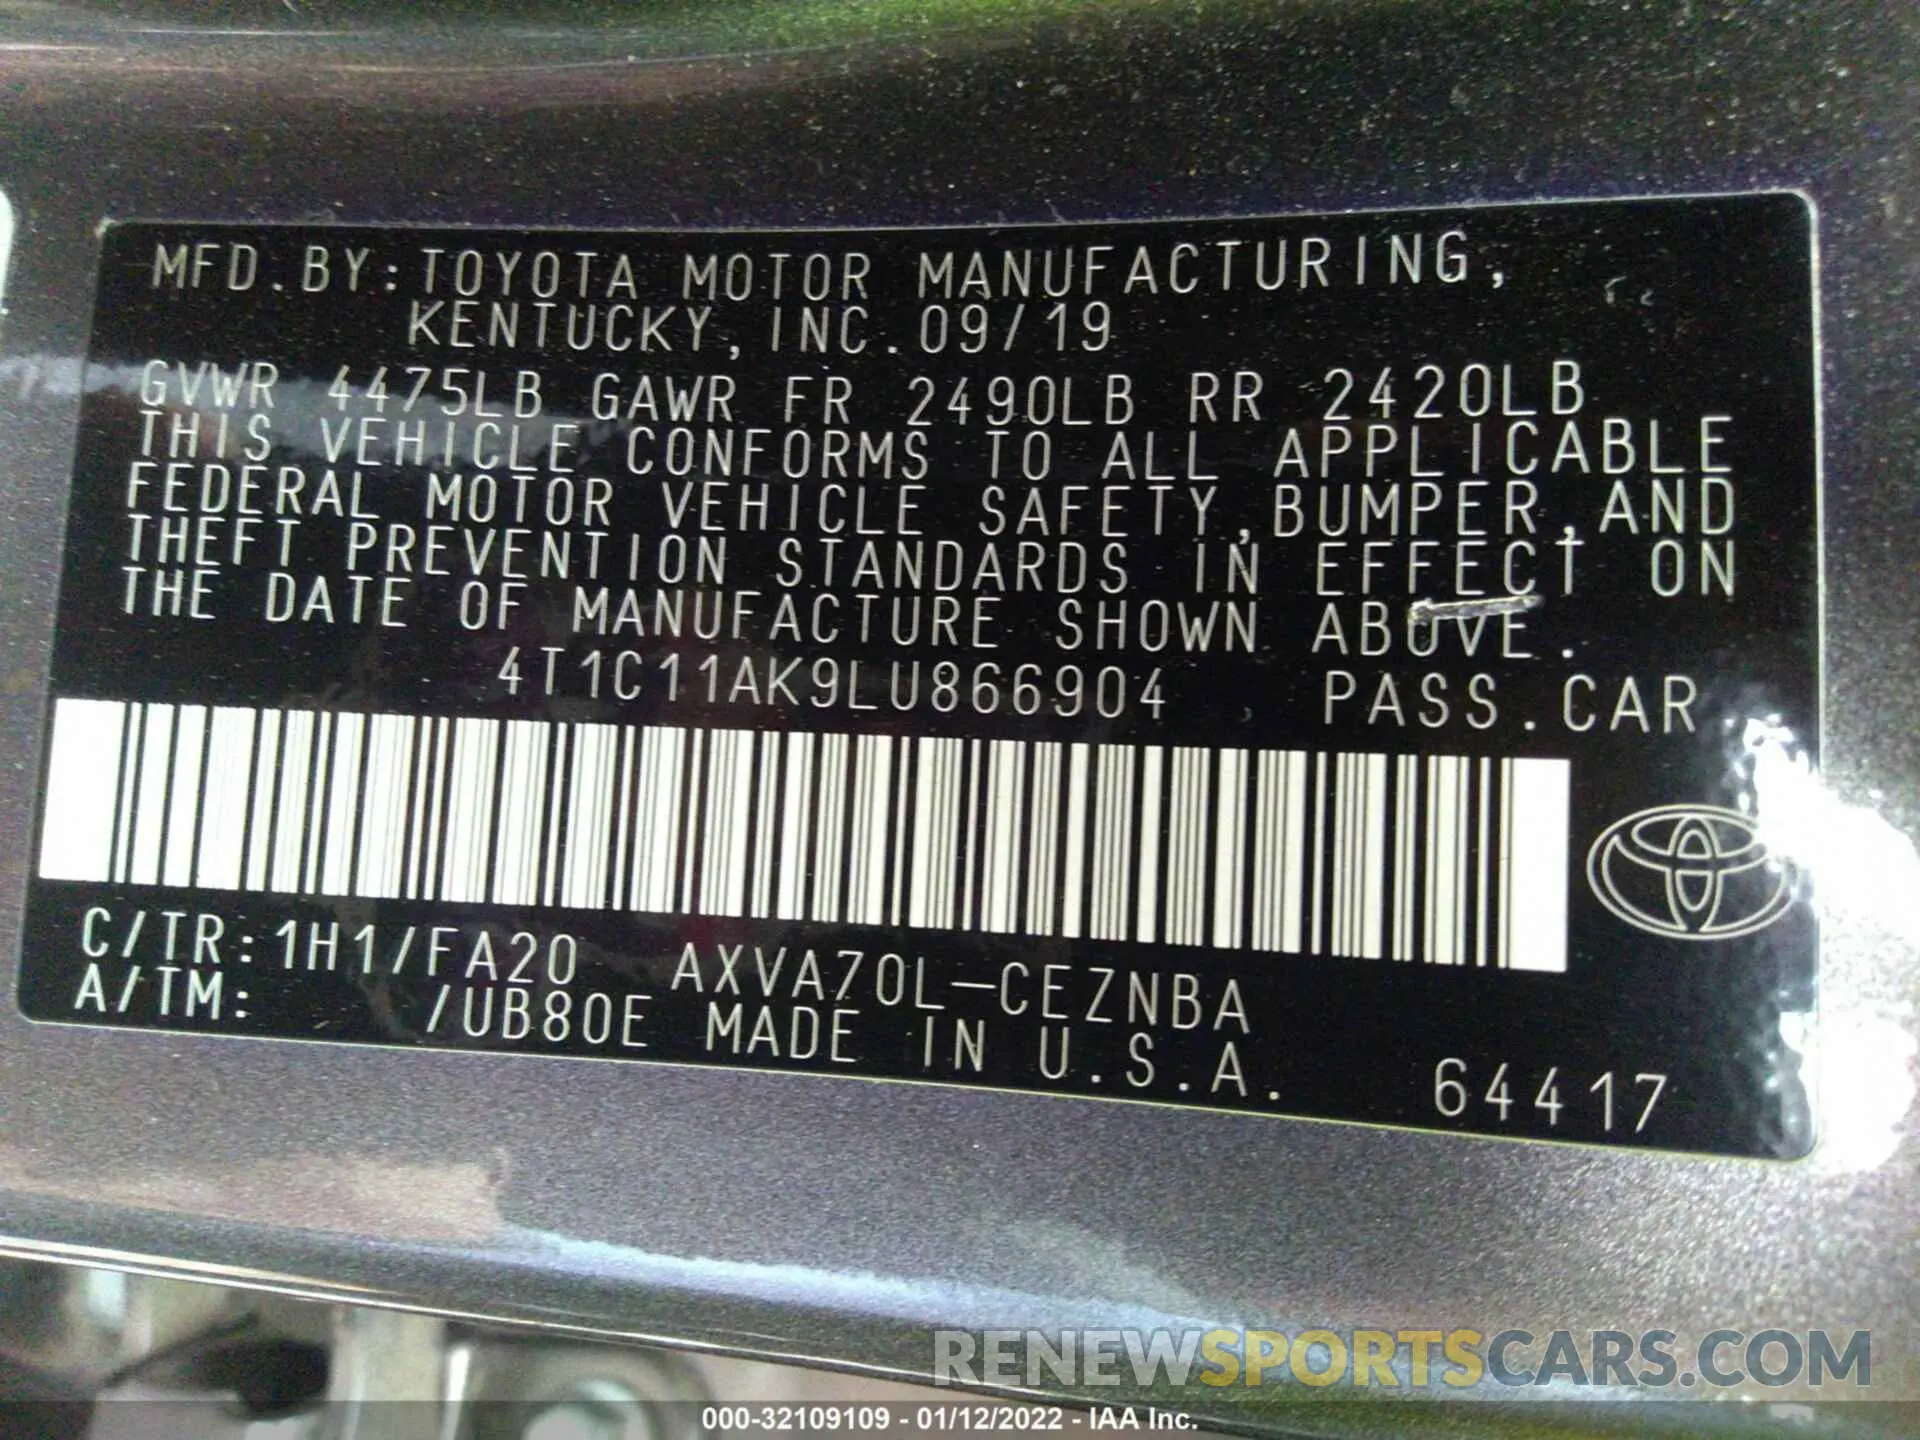 MFD.BY:TOYOTA MOTOR MANUFACTURING,
KENTUCKY, INC. 09/19
GVWR 4475LB GAWR FR 2490LB RR 2420LB
THIS VEHICLE CONFORMS TO ALL APPLICABLE
FEDERAL MOTOR VEHICLE SAFETY,BUMPER,AND
THEFT PREVENTION STANDARDS IN EFFECT ON
THE DATE OF MANUFACTURE SHOWN ABOVE.
4T1C11AK9LU866904 PASS.CAR
C/TR:1H1/FA20 AXVA70L-CEZNBA
A/TM: /UB80E MADE IN U.S.A.
64417
RENEWSPORTSCARS.COM
000-32109109 - 01/12/2022 - IAA Inc.